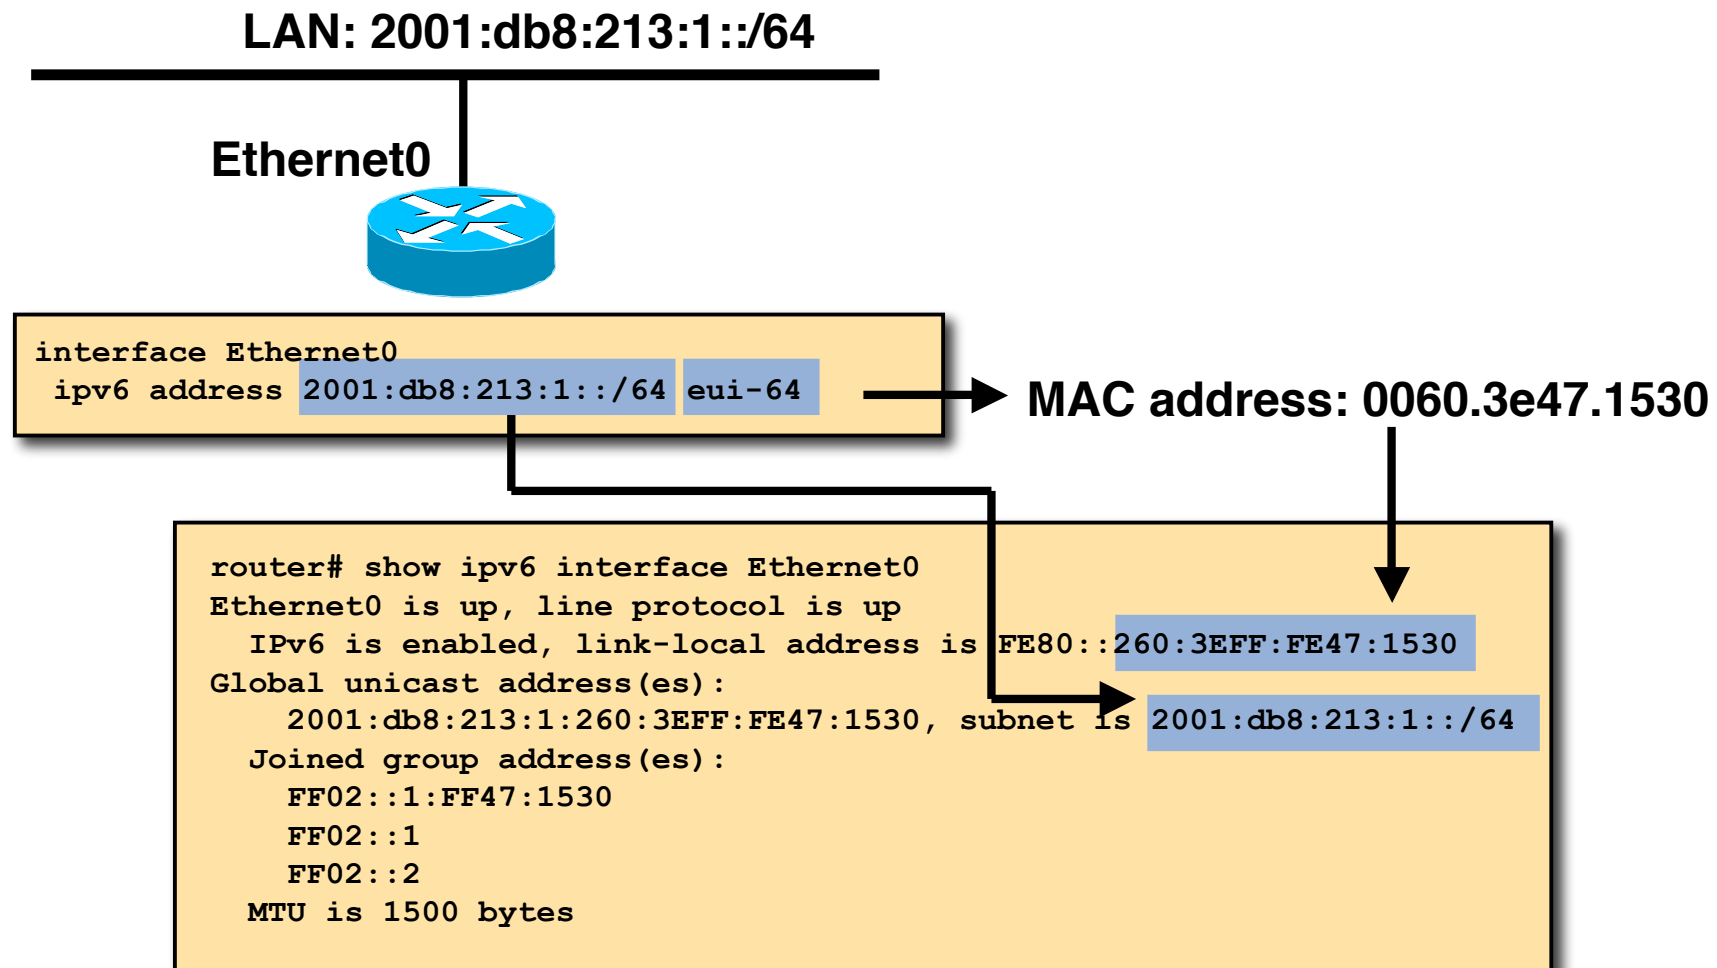 LAN: 2001:db8:213:1::/64
Ethernet0
interface Ethernet0
ipv6 address 2001:db8:213:1::/64 eui-64
MAC address: 0060.3e47.1530
router# show ipv6 interface Ethernet0
Ethernet0 is up, line protocol is up
IPv6 is enabled, link-local address is FE80::260:3EFF:FE47:1530
Global unicast address(es):
2001:db8:213:1:260:3EFF:FE47:1530, subnet is 2001:db8:213:1::/64
Joined group address(es):
FF02::1:FF47:1530
FF02::1
FF02::2
MTU is 1500 bytes